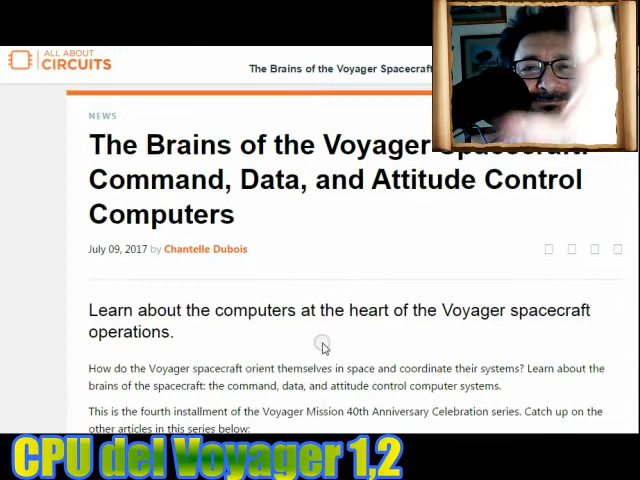 ALL ABOUT
CIRCUITS
The Brains of the Voyager Spacecraft
NEWS
The Brains of the Voyager Spacecraft:
Command, Data, and Attitude Control
Computers
July 09, 2017 by Chantelle Dubois
Learn about the computers at the heart of the Voyager spacecraft
operations.
How do the Voyager spacecraft orient themselves in space and coordinate their systems? Learn about the
brains of the spacecraft: the command, data, and attitude control computer systems.
This is the fourth installment of the Voyager Mission 40th Anniversary Celebration series. Catch up on the
other articles in this series below:
CPU del Voyager 1,2